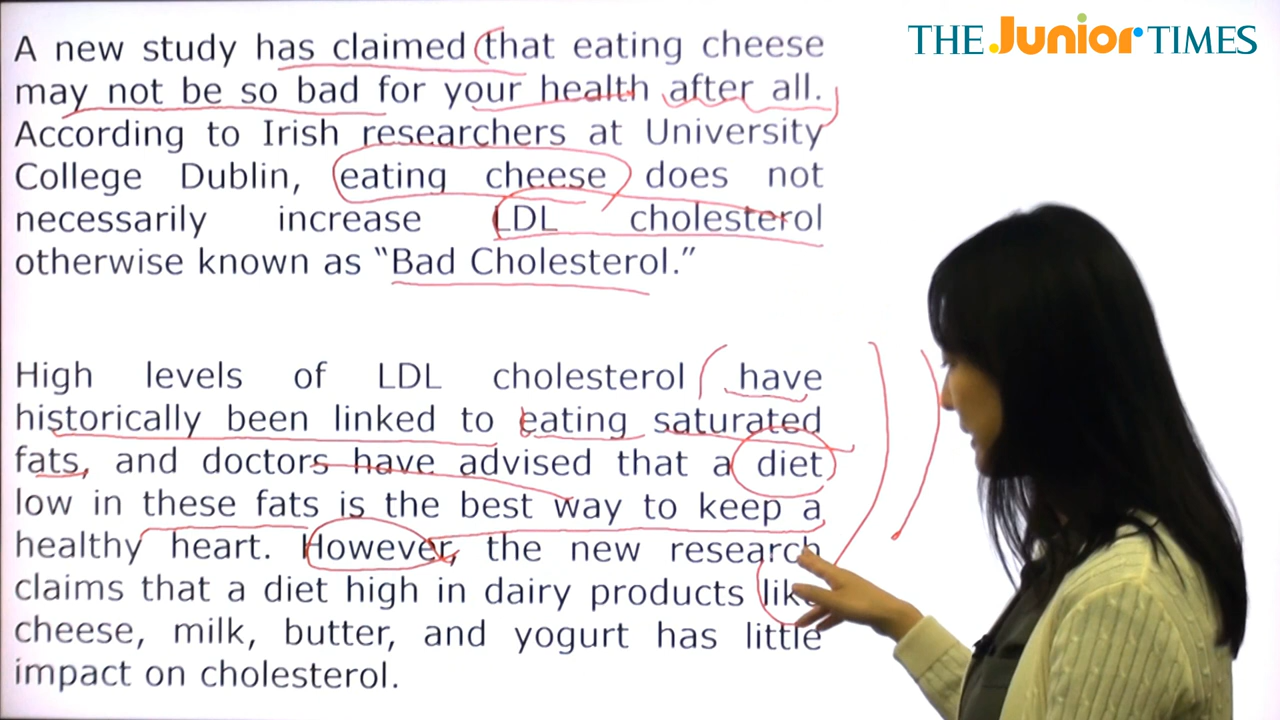 THE Junior TIMES
A new study has claimed that eating cheese
may not be so bad for your health after all.
According to Irish researchers at University
College Dublin, eating cheese does not
necessarily increase LDL cholesterol
otherwise known as “Bad Cholesterol.”
High levels of LDL cholesterol have
historically been linked to eating saturated
fats, and doctors have advised that a diet
low in these fats is the best way to keep a
healthy heart. However, the new research
claims that a diet high in dairy products like
cheese, milk, butter, and yogurt has little
impact on cholesterol.